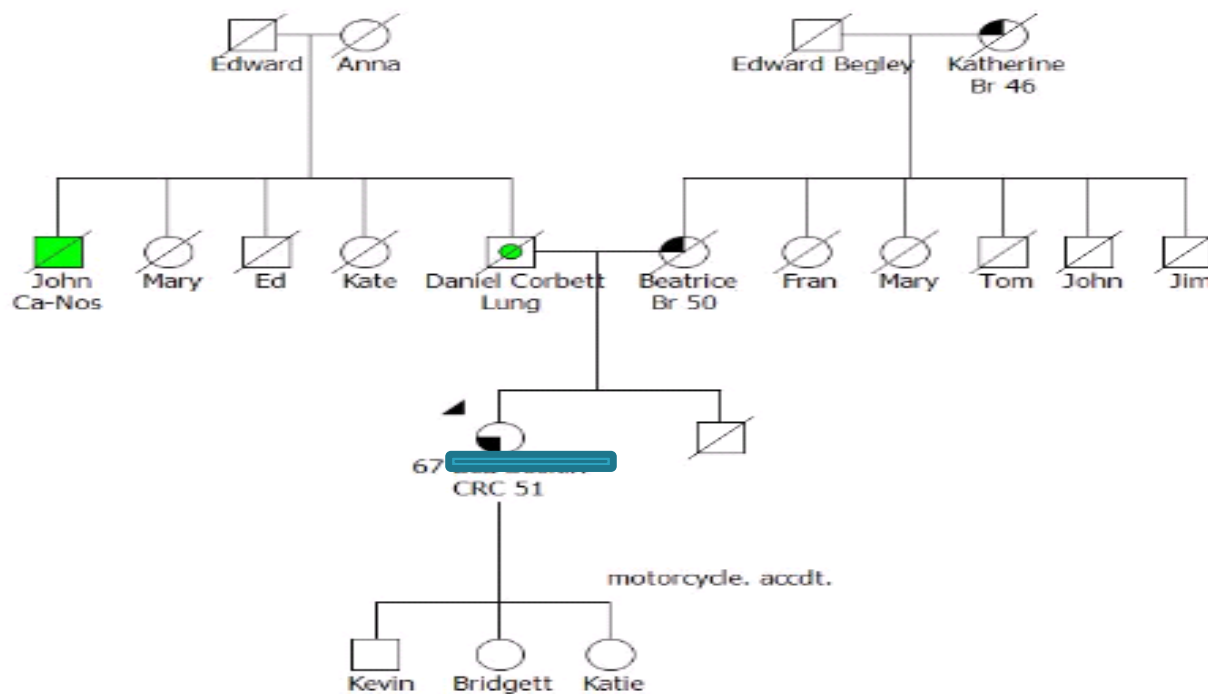 Edward Anna Edward Begley Katherine
Br 46
John Mary Ed Kate Daniel Corbett Beatrice Fran Mary Tom John Jim
Ca-Nos Lung Br 50
67
CRC 51
motorcycle. accdt.
Kevin Bridgett Katie